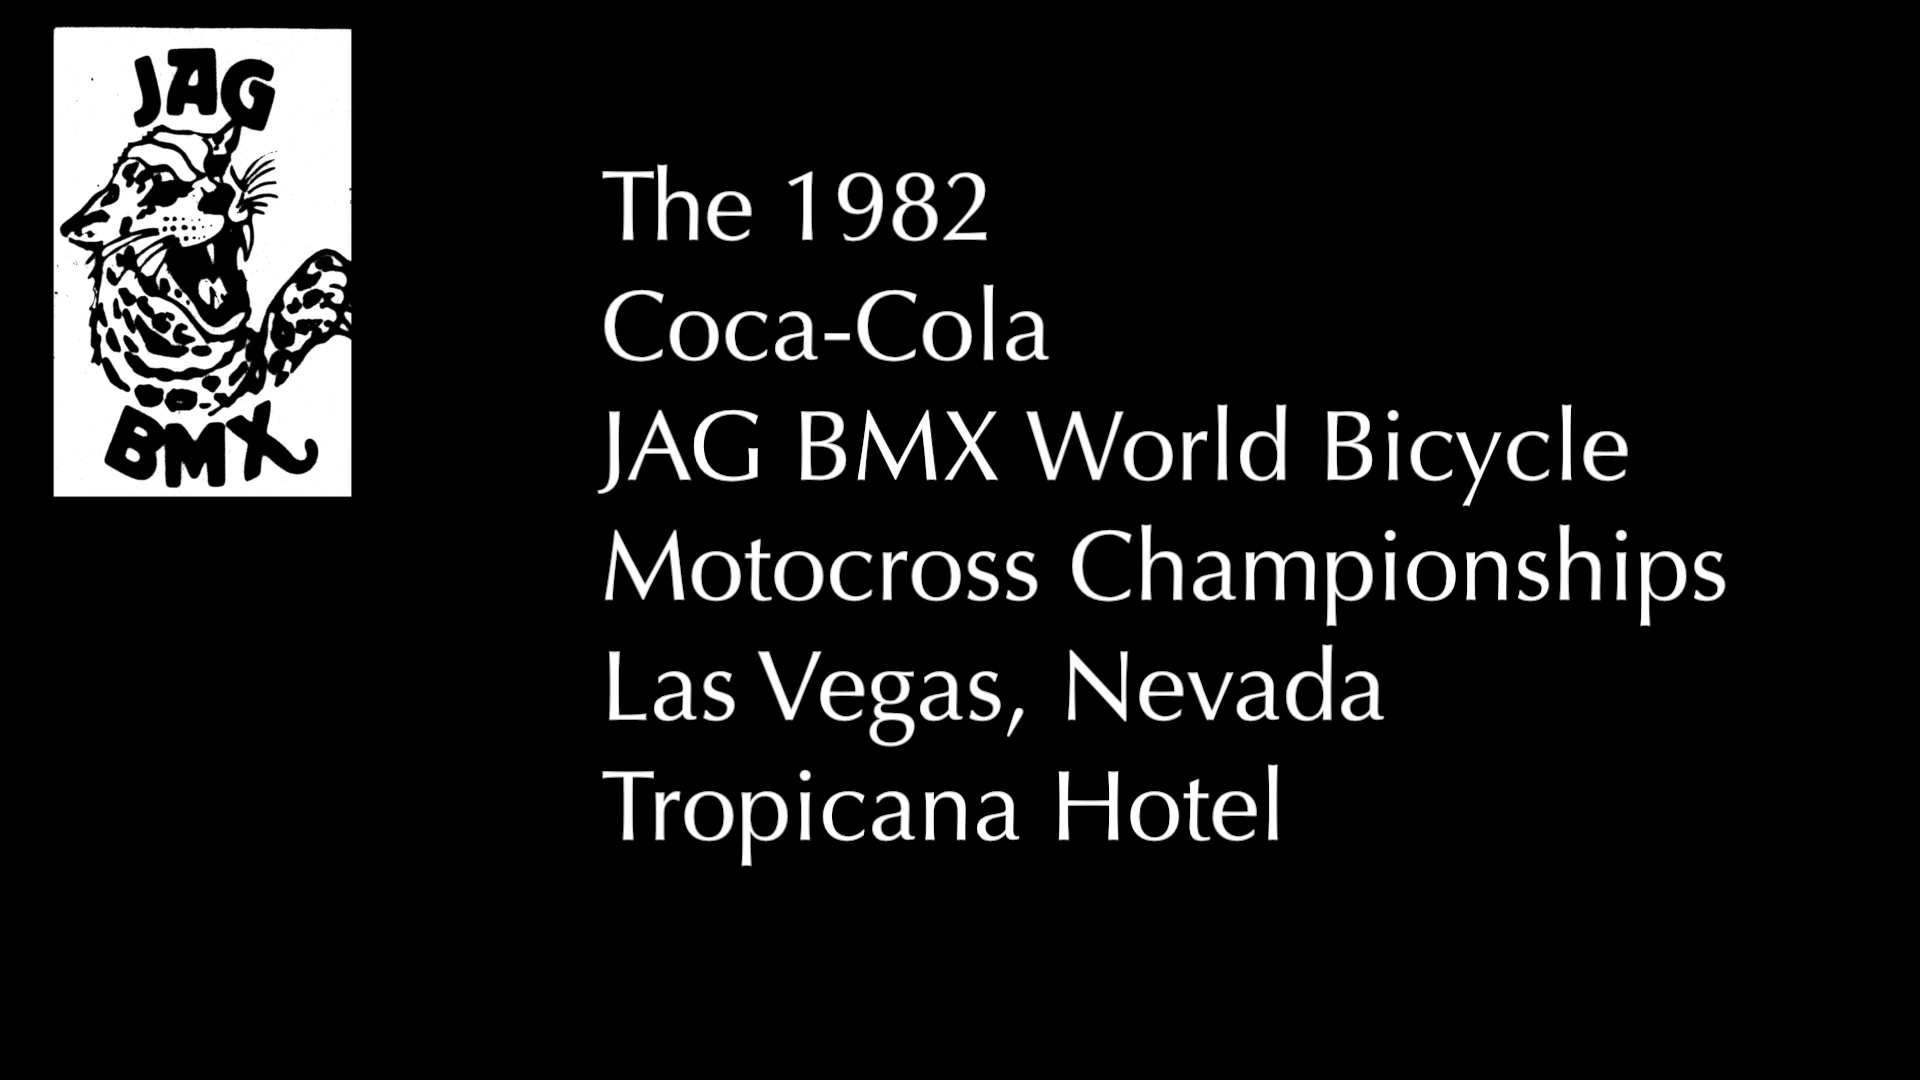 JAG
BMX
The 1982
Coca-Cola
JAG BMX World Bicycle
Motocross Championships
Las Vegas, Nevada
Tropicana Hotel